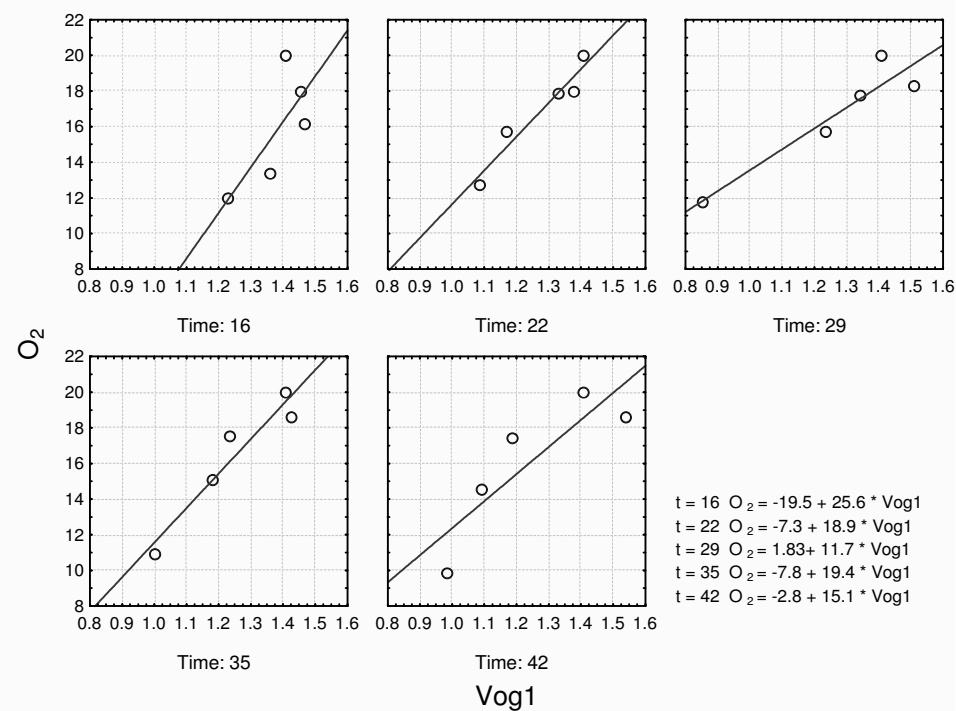 22
20
18
16
14
12
10
8
0.8 0.9 1.0 1.1 1.2 1.3 1.4 1.5 1.6
0.8 0.9 1.0 1.1 1.2 1.3 1.4 1.5 1.6
0.8 0.9 1.0 1.1 1.2 1.3 1.4 1.5 1.6
Time: 16
Time: 22
Time: 29
O₂
22
20
18
16
14
12
10
8
0.8 0.9 1.0 1.1 1.2 1.3 1.4 1.5 1.6
0.8 0.9 1.0 1.1 1.2 1.3 1.4 1.5 1.6
Time: 35
Time: 42
t = 16 O ₂ = -19.5 + 25.6 * Vog1
t = 22 O ₂ = -7.3 + 18.9 * Vog1
t = 29 O ₂ = 1.83+ 11.7 * Vog1
t = 35 O ₂ = -7.8 + 19.4 * Vog1
t = 42 O ₂ = -2.8 + 15.1 * Vog1
Vog1